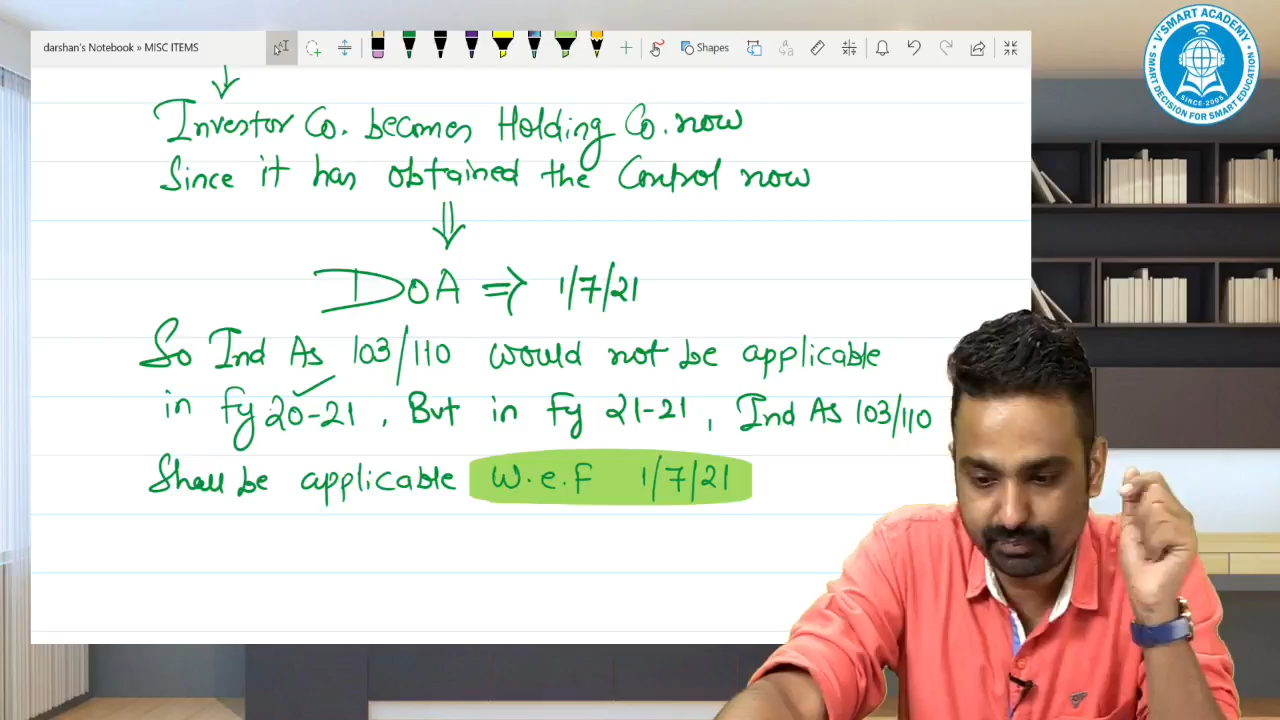 darshan's Notebook » MISC ITEMS
Shapes
V'SMART ACADEMY
SINCE-2005
SMART DECISION FOR SMART EDUCATION
Investor Co. becomes Holding Co. now
Since it has obtained the Control now
DOA ⇒ 1/7/21
So Ind As 103/110 would not be applicable
in Fy 20-21, But in Fy 21-21, Ind As 103/110
Shall be applicable W.e.F 1/7/21